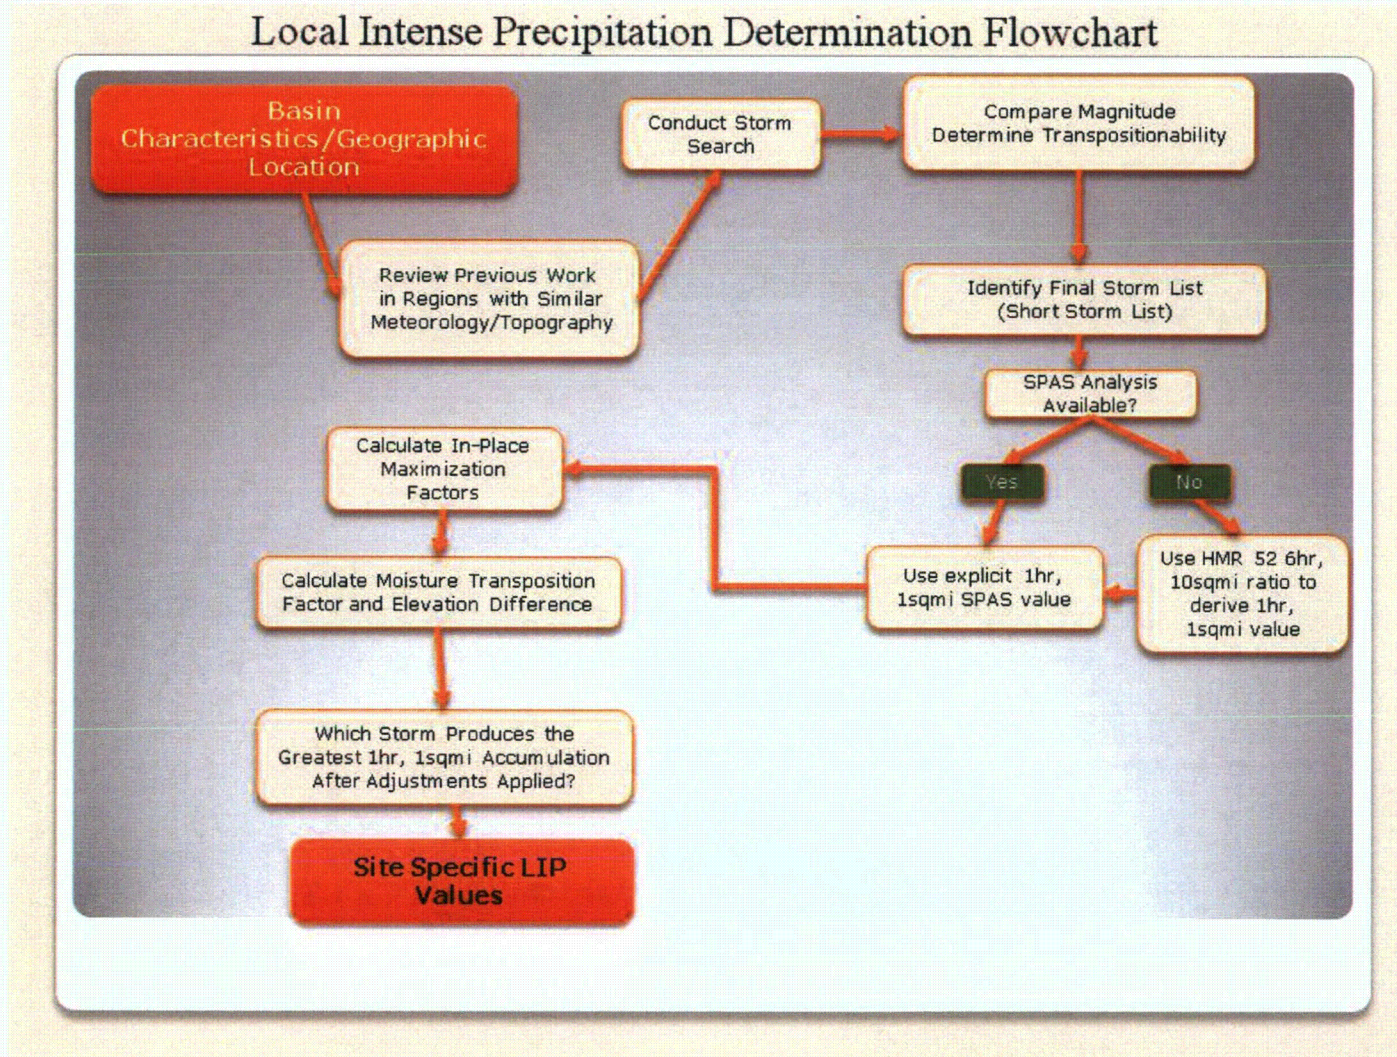 Local Intense Precipitation Determination Flowchart
Basin
Characteristics/Geographic
Location
Review Previous Work
in Regions with Similar
Meteorology/Topography
Conduct Storm
Search
Compare Magnitude
Determine Transpositionability
Identify Final Storm List
(Short Storm List)
SPAS Analysis
Available?
Yes
No
Use HMR 52 6hr,
10sqmi ratio to
derive 1hr,
1sqmi value
Use explicit 1hr,
1sqmi SPAS value
Calculate In-Place
Maximization
Factors
Calculate Moisture Transposition
Factor and Elevation Difference
Which Storm Produces the
Greatest 1hr, 1sqmi Accumulation
After Adjustments Applied?
Site Specific LIP
Values